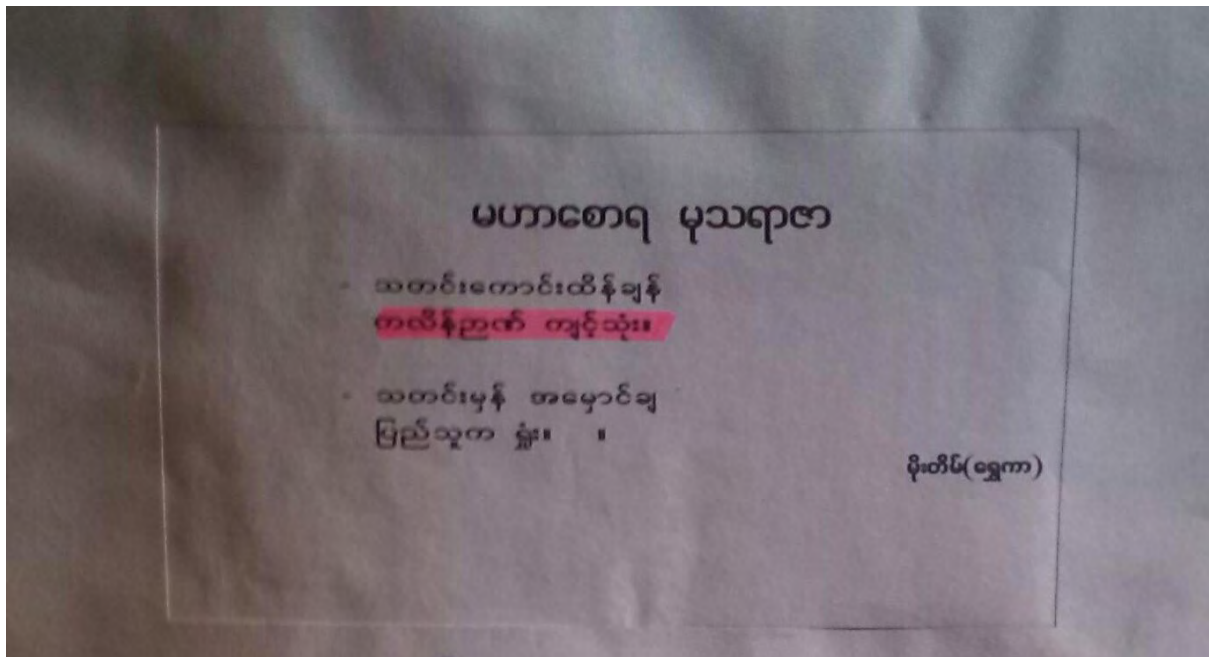 မဟာစောရ မုသရာဇာ
- သတင်းကောင်းထိန်ချန်
ကလိန်ဉာဏ် ကျင့်သုံး။
- သတင်းမှန် အမှောင်ချ
ပြည်သူက ရှုံး။ ။
မိုးတိမ်(ရွှေကာ)